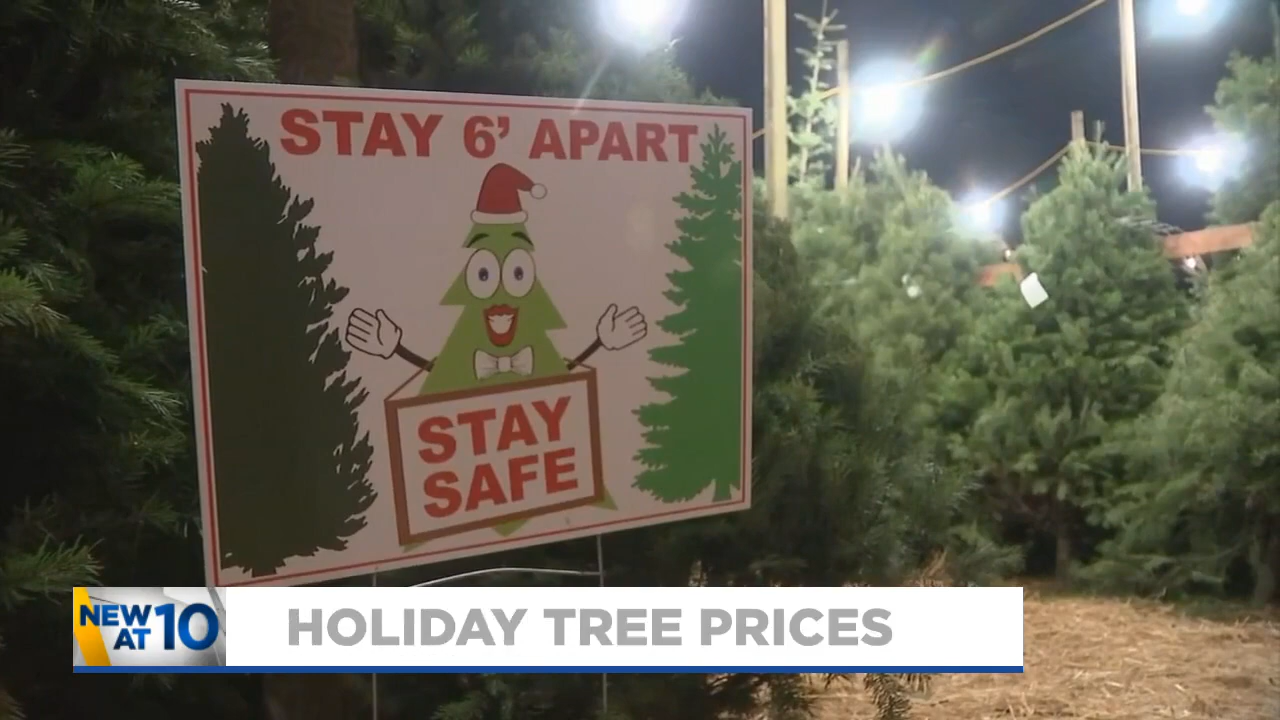 STAY 6' APART
STAY
SAFE
NEW
AT 10
HOLIDAY TREE PRICES